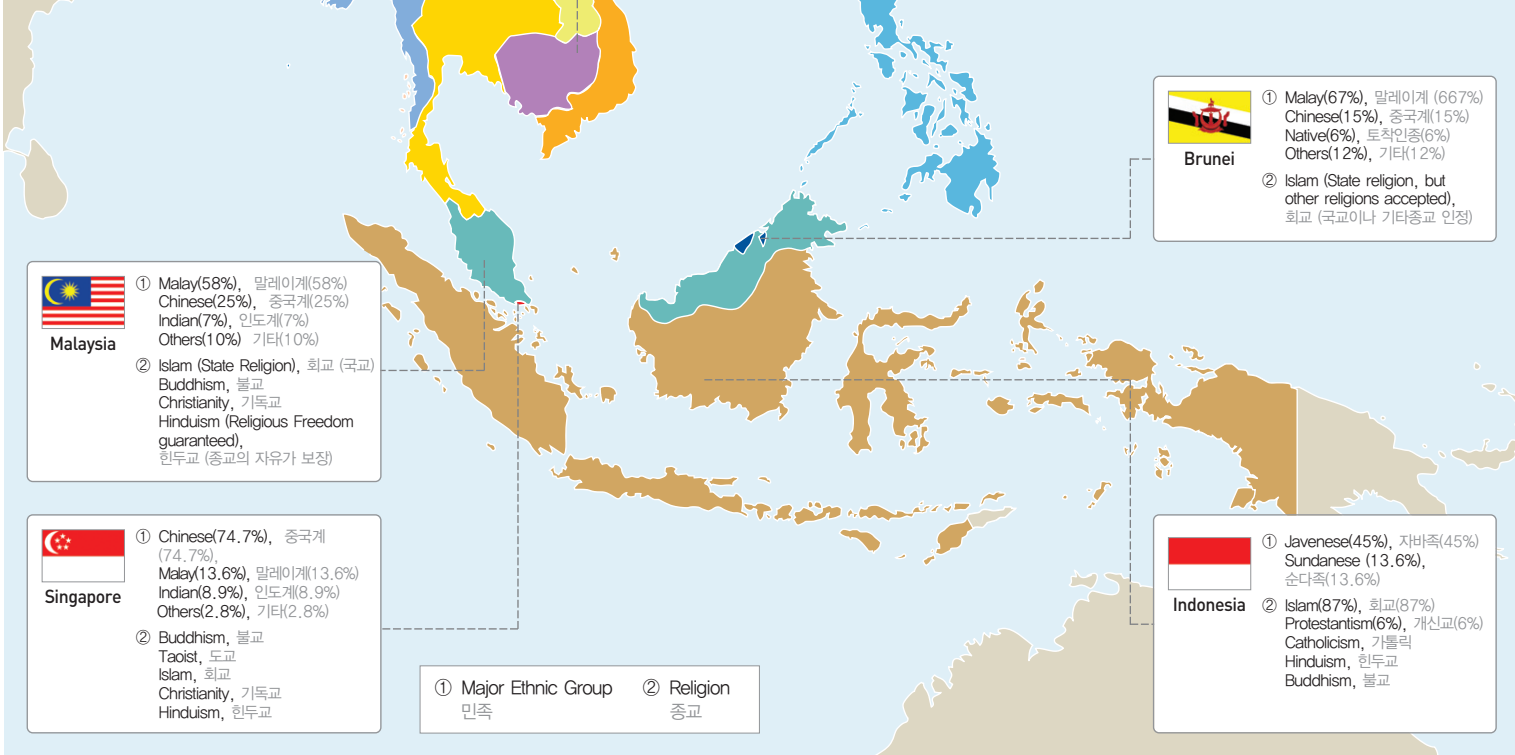 Brunei
① Malay(67%), 말레이계 (667%)
Chinese(15%), 중국계(15%)
Native(6%), 토착인종(6%)
Others(12%), 기타(12%)
② Islam (State religion, but
other religions accepted),
회교 (국교이나 기타종교 인정)
Malaysia
① Malay(58%), 말레이계(58%)
Chinese(25%), 중국계(25%)
Indian(7%), 인도계(7%)
Others(10%) 기타(10%)
② Islam (State Religion), 회교 (국교)
Buddhism, 불교
Christianity, 기독교
Hinduism (Religious Freedom
guaranteed),
힌두교 (종교의 자유가 보장)
Singapore
① Chinese(74.7%), 중국계
(74.7%),
Malay(13.6%), 말레이계(13.6%)
Indian(8.9%), 인도계(8.9%)
Others(2.8%), 기타(2.8%)
② Buddhism, 불교
Taoist, 도교
Islam, 회교
Christianity, 기독교
Hinduism, 힌두교
① Major Ethnic Group ② Religion
민족 종교
Indonesia
① Javenese(45%), 자바족(45%)
Sundanese (13.6%),
순다족(13.6%)
② Islam(87%), 회교(87%)
Protestantism(6%), 개신교(6%)
Catholicism, 가톨릭
Hinduism, 힌두교
Buddhism, 불교